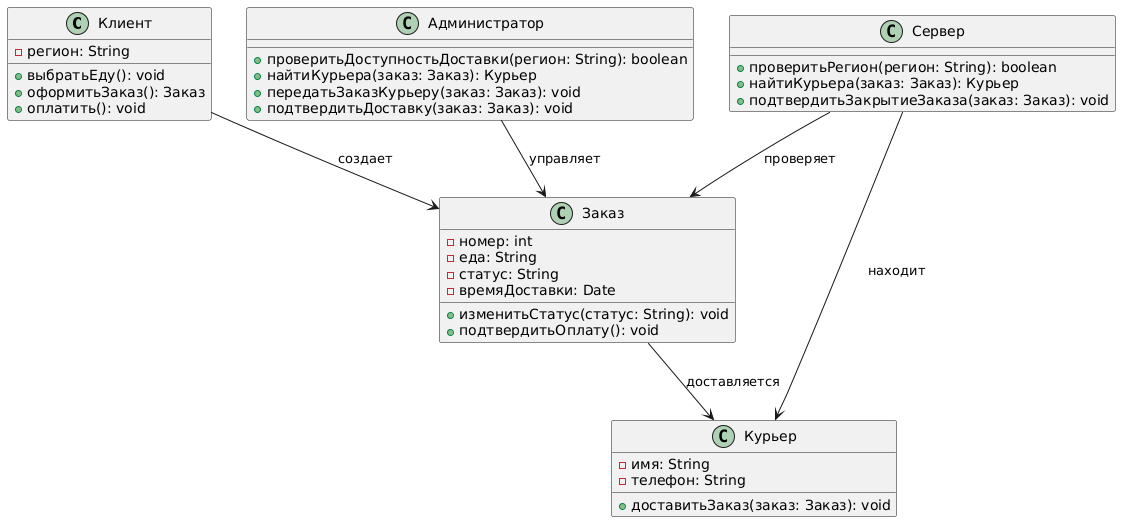 C Клиент
регион: String
выбратьЕду(): void
оформитьЗаказ(): Заказ
оплатить(): void
C Администратор
проверитьДоступностьДоставки(регион: String): boolean
найтиКурьера(заказ: Заказ): Курьер
передатьЗаказКурьеру(заказ: Заказ): void
подтвердитьДоставку(заказ: Заказ): void
C Сервер
проверитьРегион(регион: String): boolean
найтиКурьера(заказ: Заказ): Курьер
подтвердитьЗакрытиеЗаказа(заказ: Заказ): void
создает
управляет
проверяет
C Заказ
номер: int
еда: String
статус: String
времяДоставки: Date
изменитьСтатус(статус: String): void
подтвердитьОплату(): void
находит
доставляется
C Курьер
имя: String
телефон: String
доставитьЗаказ(заказ: Заказ): void